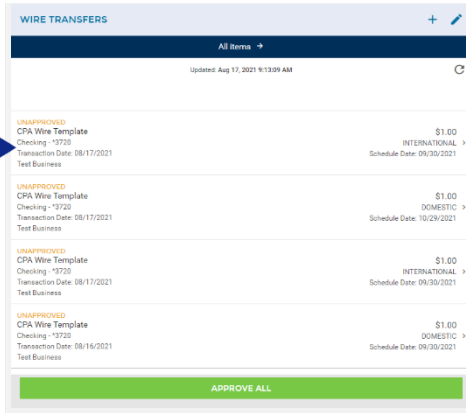 WIRE TRANSFERS
All items
Updated: Aug 17, 2021 9:13:09 AM
UNAPPROVED
CPA Wire Template $1.00
Checking - *3720 INTERNATIONAL
Transaction Date: 08/17/2021 Schedule Date: 09/30/2021
Test Business
UNAPPROVED
CPA Wire Template $1.00
Checking - *3720 DOMESTIC
Transaction Date: 08/17/2021 Schedule Date: 10/29/2021
Test Business
UNAPPROVED
CPA Wire Template $1.00
Checking - *3720 INTERNATIONAL
Transaction Date: 08/17/2021 Schedule Date: 09/30/2021
Test Business
UNAPPROVED
CPA Wire Template $1.00
Checking - *3720 DOMESTIC
Transaction Date: 08/16/2021 Schedule Date: 09/30/2021
Test Business
APPROVE ALL